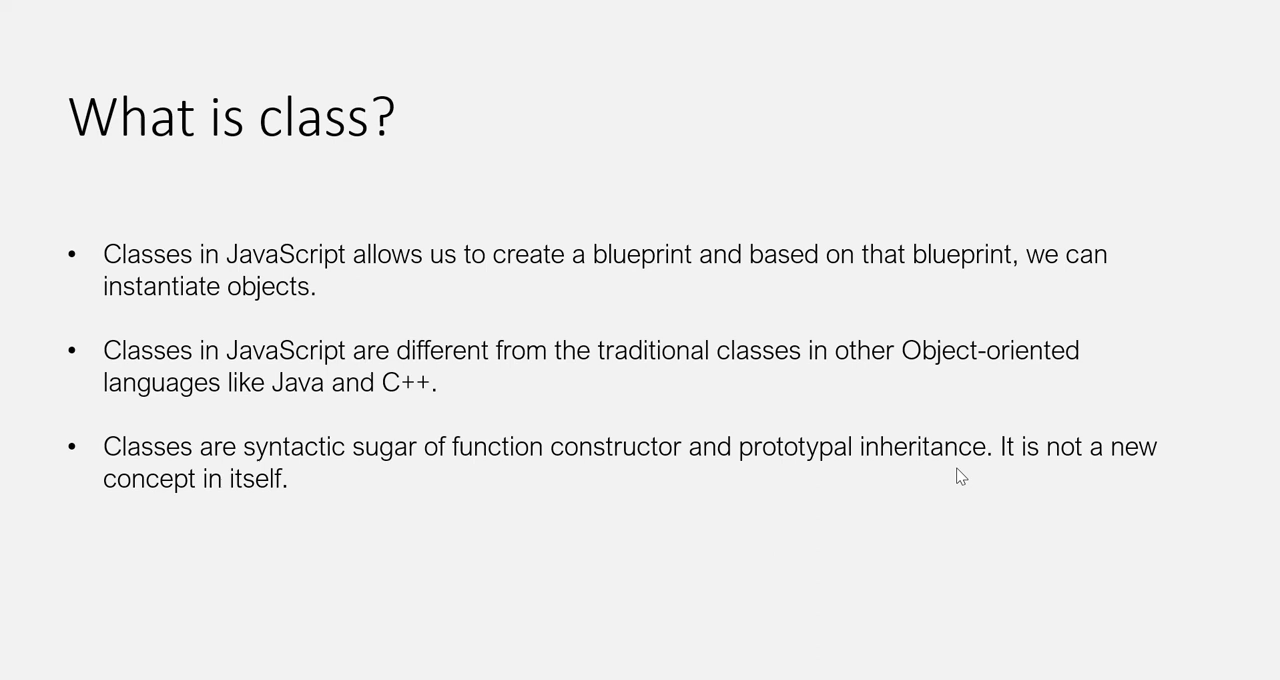 What is class?
• Classes in JavaScript allows us to create a blueprint and based on that blueprint, we can
instantiate objects.
• Classes in JavaScript are different from the traditional classes in other Object-oriented
languages like Java and C++.
• Classes are syntactic sugar of function constructor and prototypal inheritance. It is not a new
concept in itself.